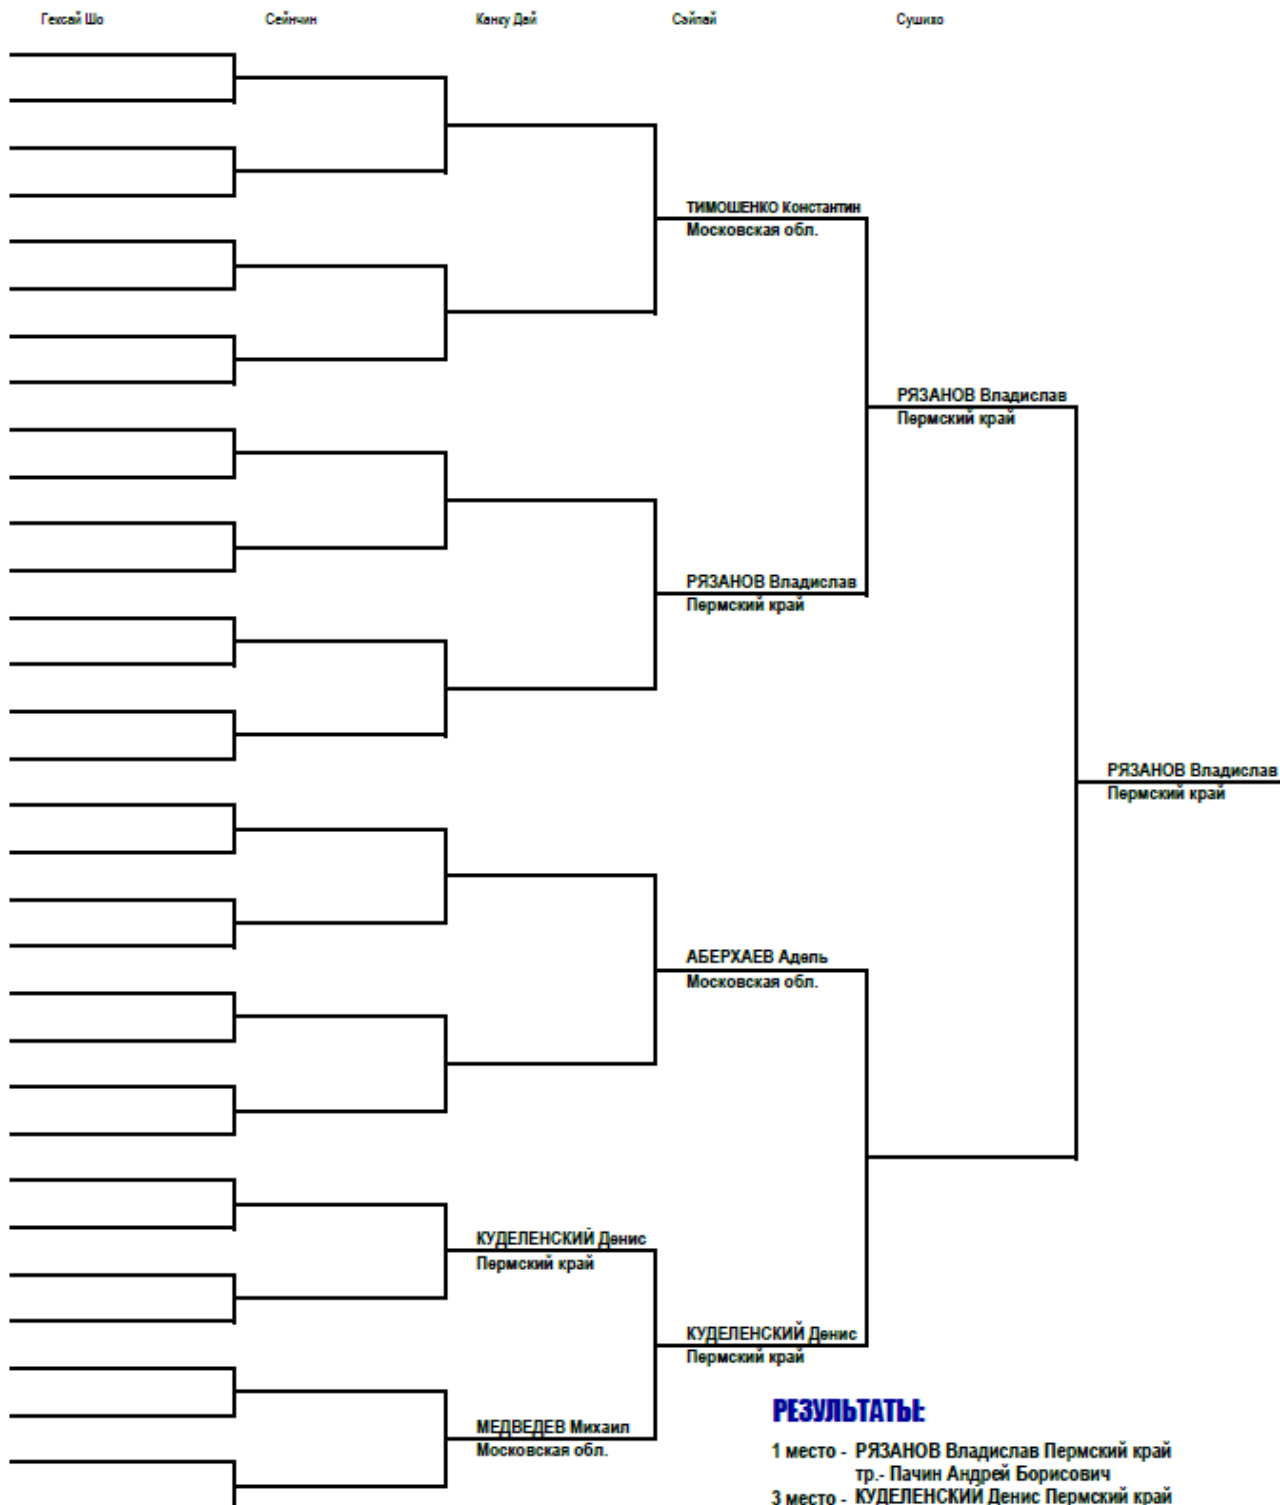 Гексай Шо Сейнчин Канку Дай Сэйпай Сушихо
ТИМОШЕНКО Константин
Московская обл.
РЯЗАНОВ Владислав
Пермский край
РЯЗАНОВ Владислав
Пермский край
РЯЗАНОВ Владислав
Пермский край
АБЕРХАЕВ Адель
Московская обл.
КУДЕЛЕНСКИЙ Денис
Пермский край
КУДЕЛЕНСКИЙ Денис
Пермский край
МЕДВЕДЕВ Михаил
Московская обл.
РЕЗУЛЬТАТЫ:
1 место - РЯЗАНОВ Владислав Пермский край
тр.- Пачин Андрей Борисович
3 место - КУДЕЛЕНСКИЙ Денис Пермский край